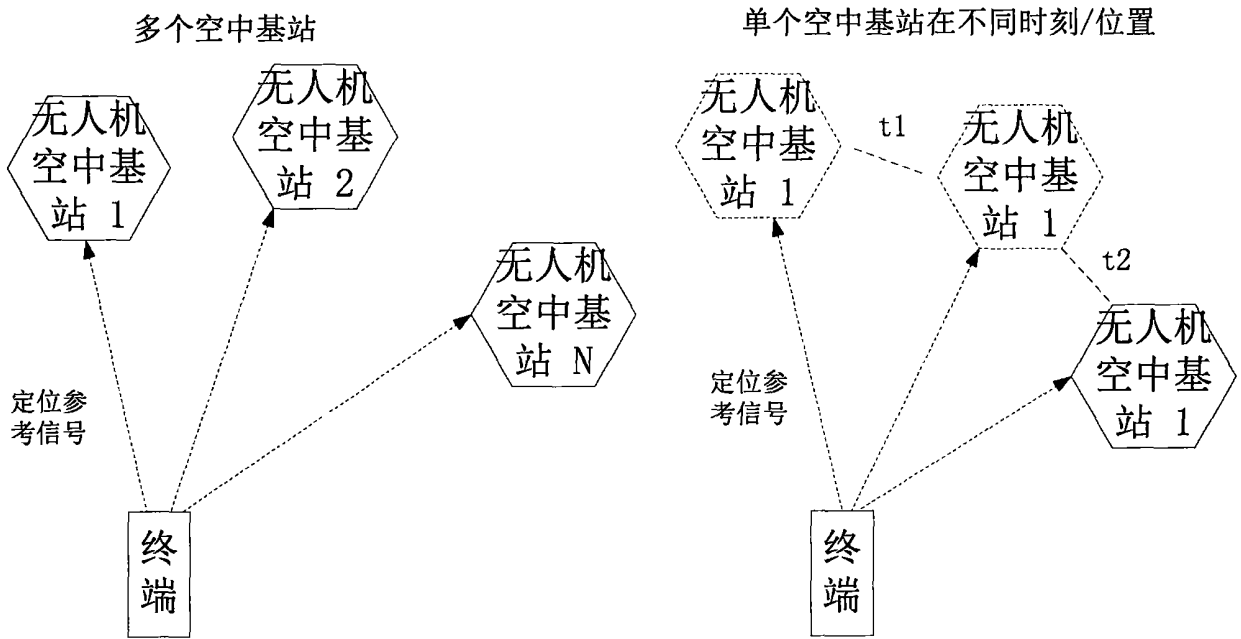 多个空中基站
无人机
空中基
站 1
无人机
空中基
站 2
无人机
空中基
站 N
定位参
考信号
终
端
单个空中基站在不同时刻/位置
无人机
空中基
站 1
t1
无人机
空中基
站 1
t2
无人机
空中基
站 1
定位参
考信号
终
端